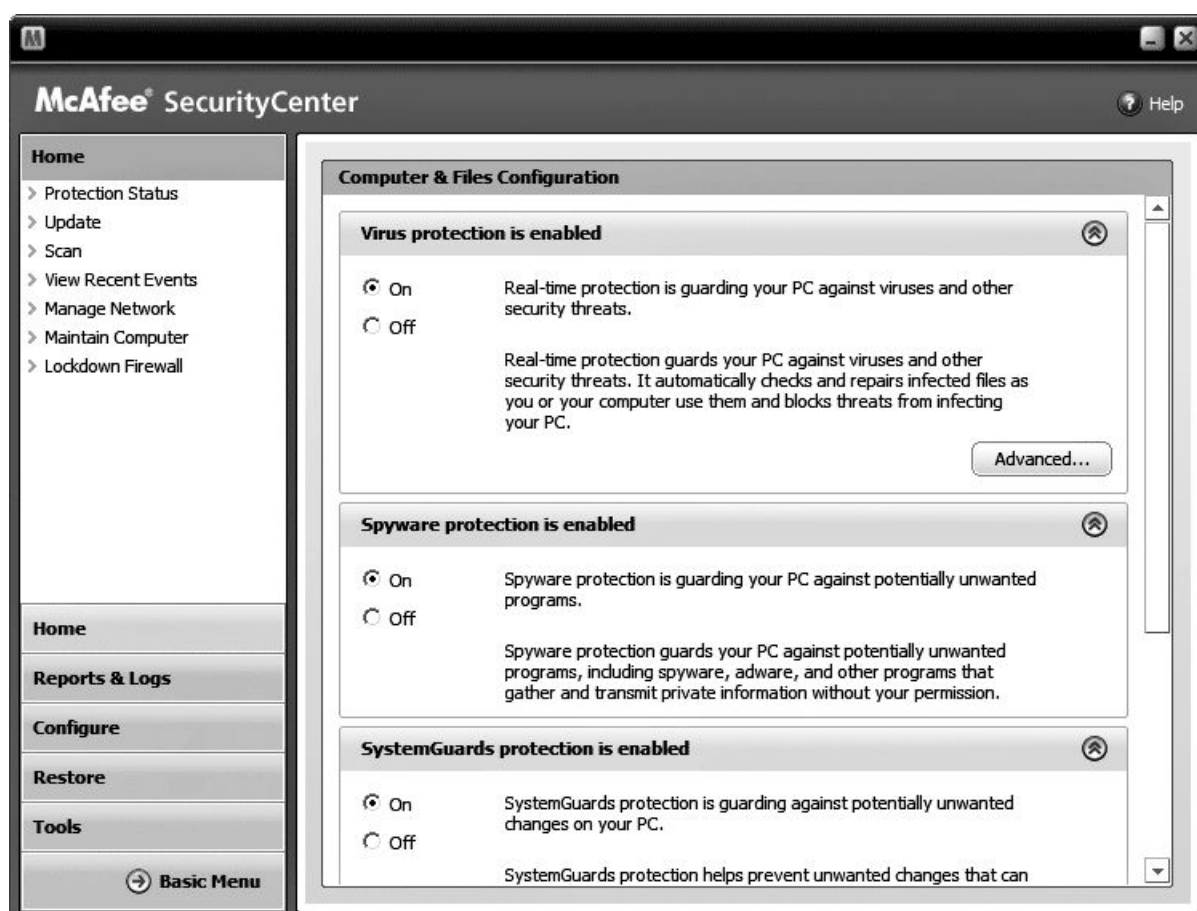 McAfee® SecurityCenter
Help
Home
Protection Status
Update
Scan
View Recent Events
Manage Network
Maintain Computer
Lockdown Firewall
Home
Reports & Logs
Configure
Restore
Tools
Basic Menu
Computer & Files Configuration
Virus protection is enabled
On
Off
Real-time protection is guarding your PC against viruses and other
security threats.
Real-time protection guards your PC against viruses and other
security threats. It automatically checks and repairs infected files as
you or your computer use them and blocks threats from infecting
your PC.
Advanced...
Spyware protection is enabled
On
Off
Spyware protection is guarding your PC against potentially unwanted
programs.
Spyware protection guards your PC against potentially unwanted
programs, including spyware, adware, and other programs that
gather and transmit private information without your permission.
SystemGuards protection is enabled
On
Off
SystemGuards protection is guarding against potentially unwanted
changes on your PC.
SystemGuards protection helps prevent unwanted changes that can